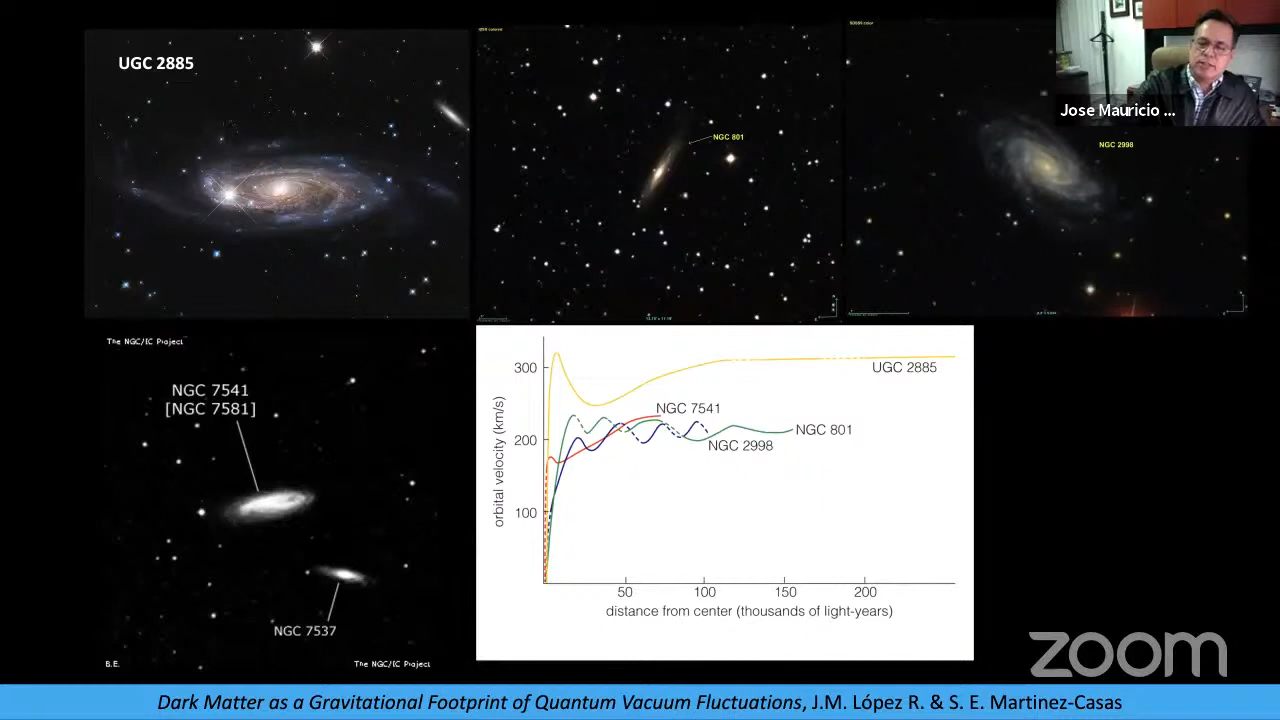 UGC 2885
NGC 801
NGC 2998
Jose Mauricio ...
The NGC/IC Project
NGC 7541
[NGC 7581]
NGC 7537
B.E.
The NGC/IC Project
300
200
100
orbital velocity (km/s)
UGC 2885
NGC 7541
NGC 801
NGC 2998
50
100
150
200
distance from center (thousands of light-years)
zoom
Dark Matter as a Gravitational Footprint of Quantum Vacuum Fluctuations, J.M. López R. & S. E. Martinez-Casas